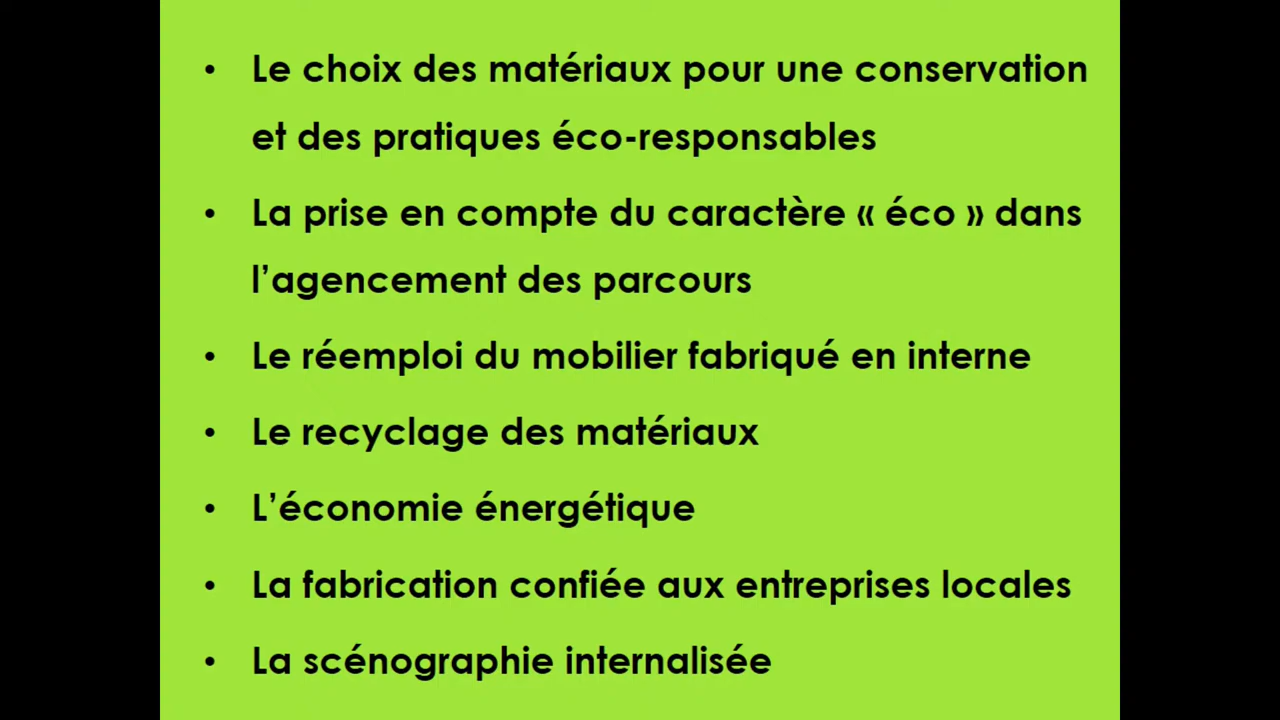 • Le choix des matériaux pour une conservation
et des pratiques éco-responsables
• La prise en compte du caractère « éco » dans
l’agencement des parcours
• Le réemploi du mobilier fabriqué en interne
• Le recyclage des matériaux
• L’économie énergétique
• La fabrication confiée aux entreprises locales
• La scénographie internalisée